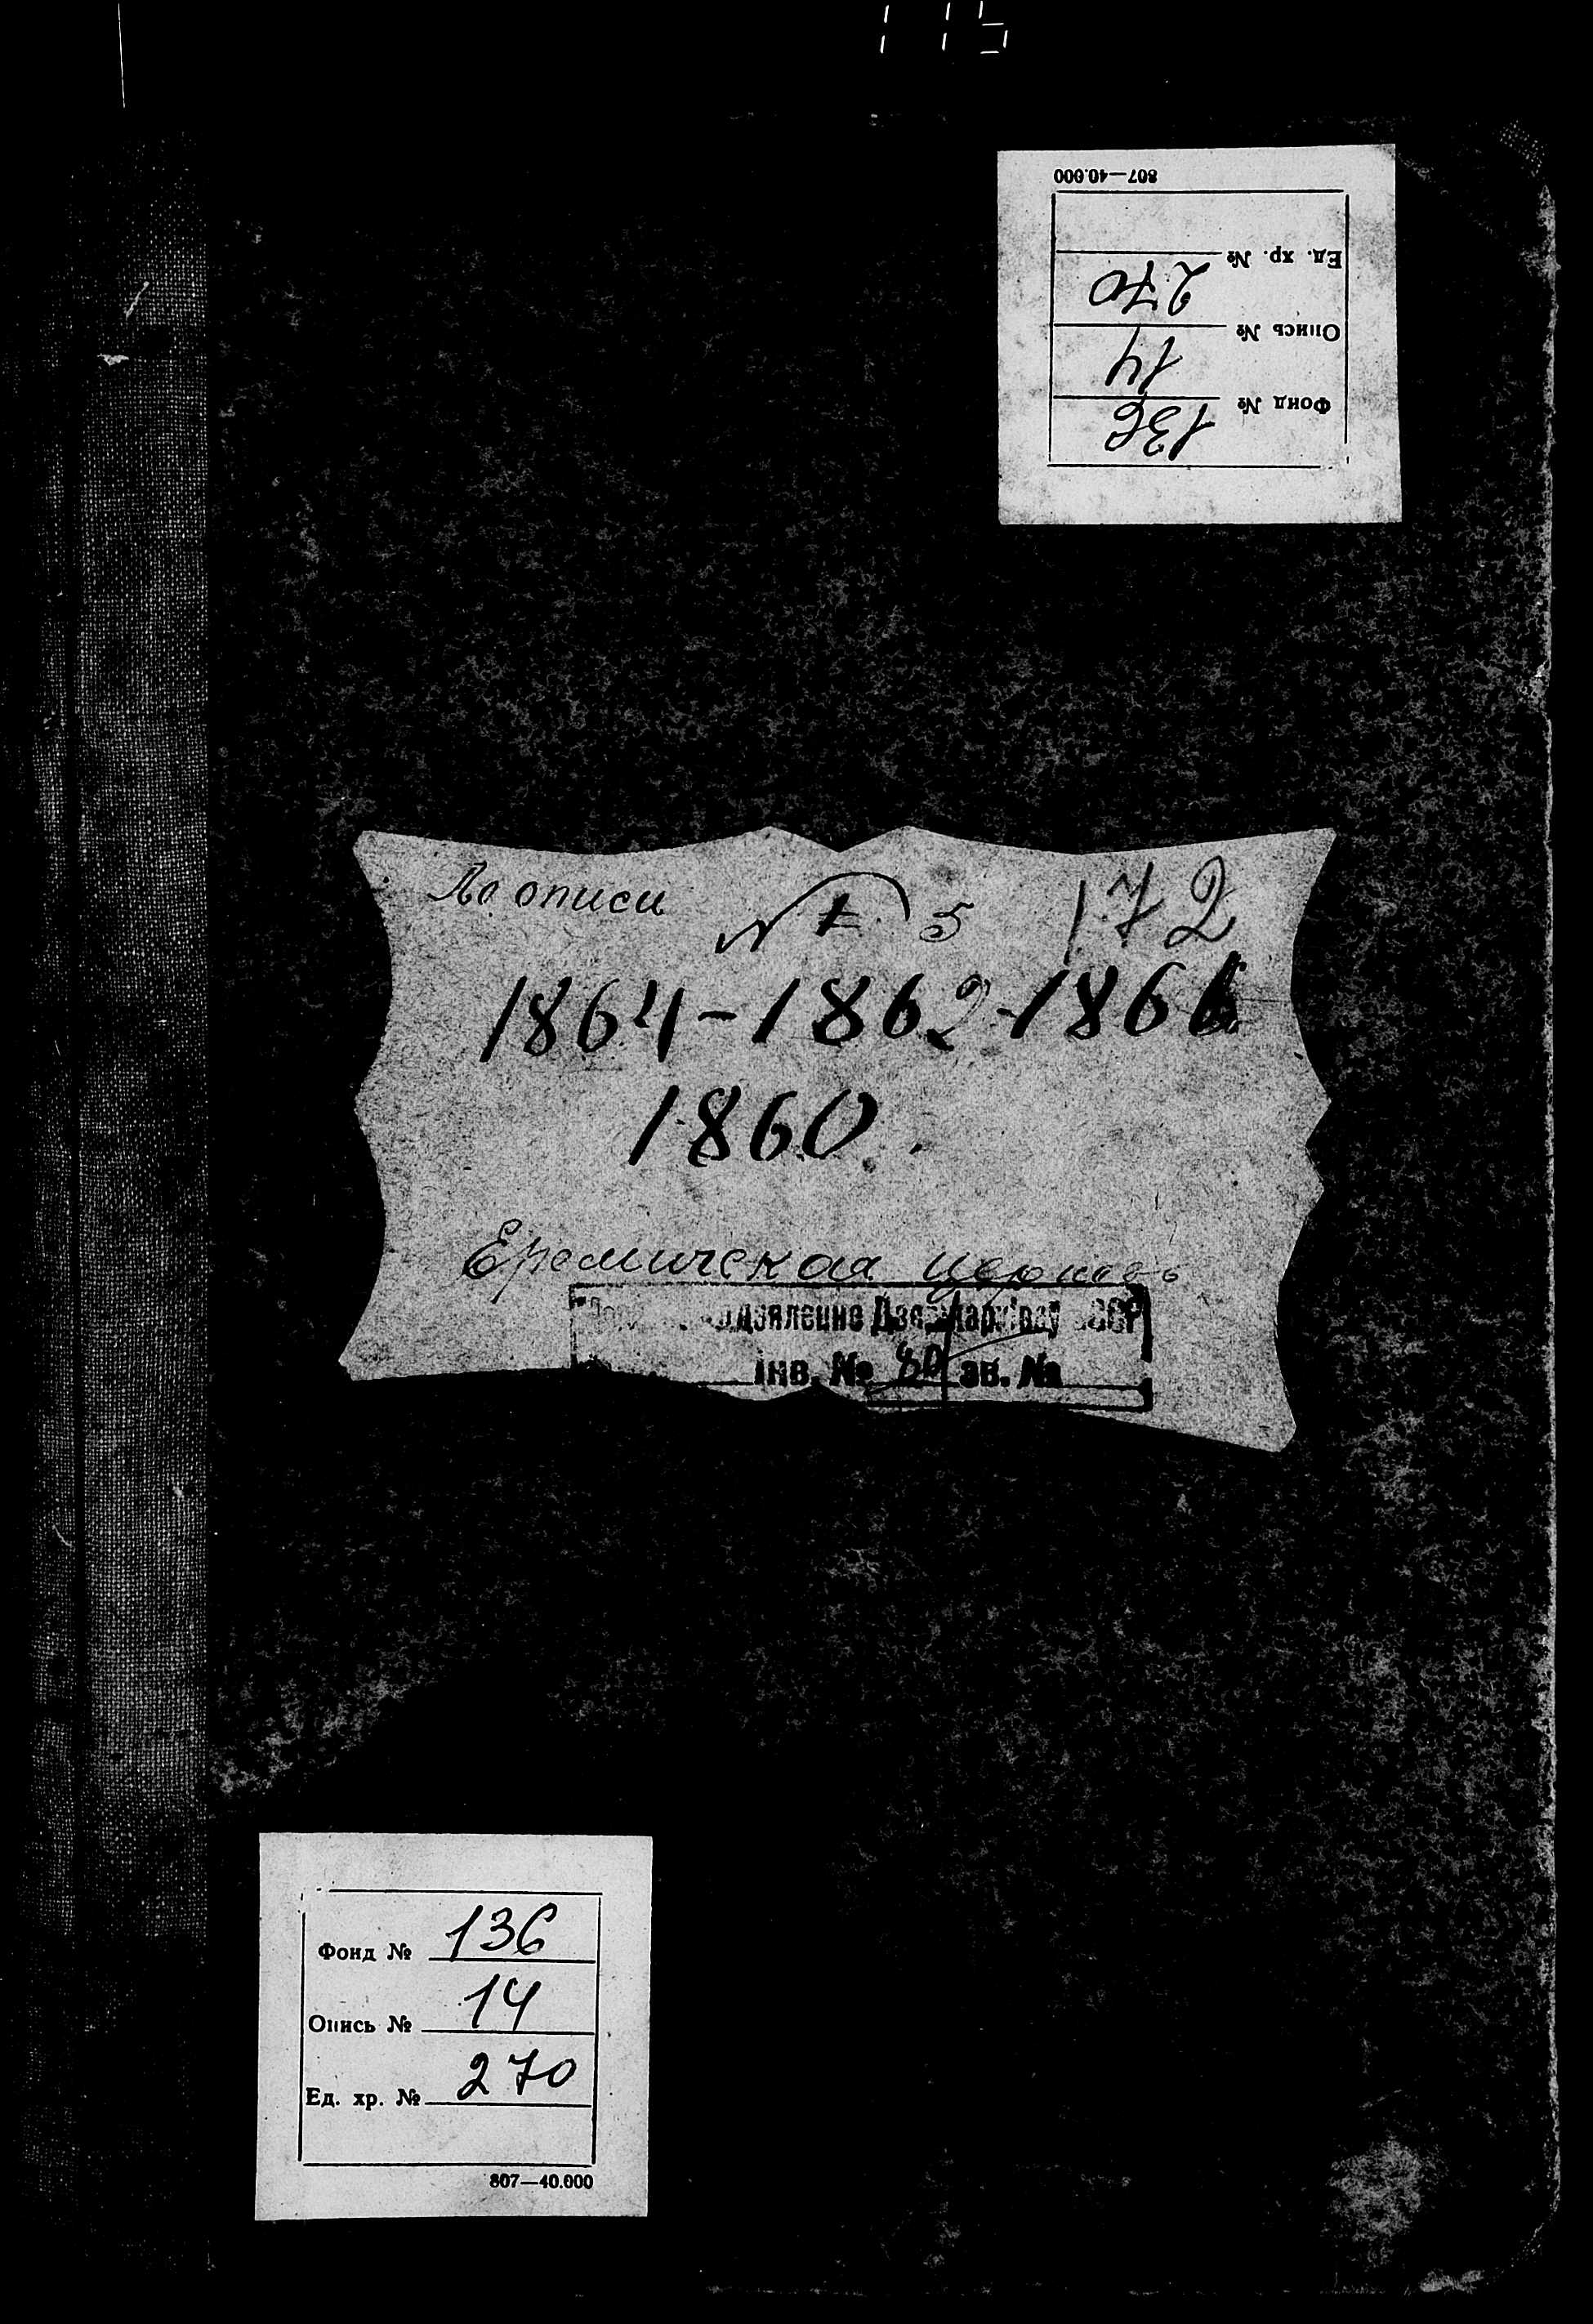 115
Фонд № 136
Опись № 14
Ед. хр. № 270
807—40.000
По описи № 5 172
1864-1862-1861
1860.
Еремическая церковь
Інв. № зв. №
Фонд № 136
Опись № 14
Ед. хр. № 270
807—40.000